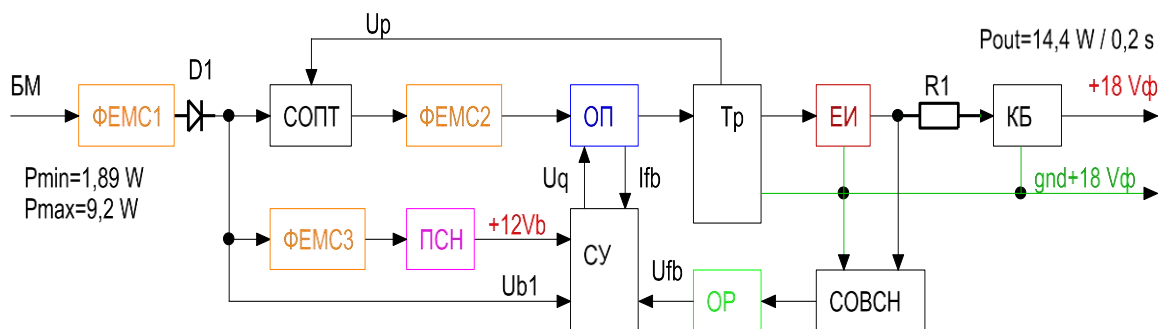 Up
Pout=14,4 W / 0,2 s
БМ
D1
R1
+18 Vф
ФЕМС1
СОПТ
ФЕМС2
ОП
Тр
ЕИ
КБ
Pmin=1,89 W
Pmax=9,2 W
Uq
Ifb
gnd+18 Vф
ФЕМС3
ПСН
+12Vb
СУ
Ub1
Ufb
ОР
СОВСН